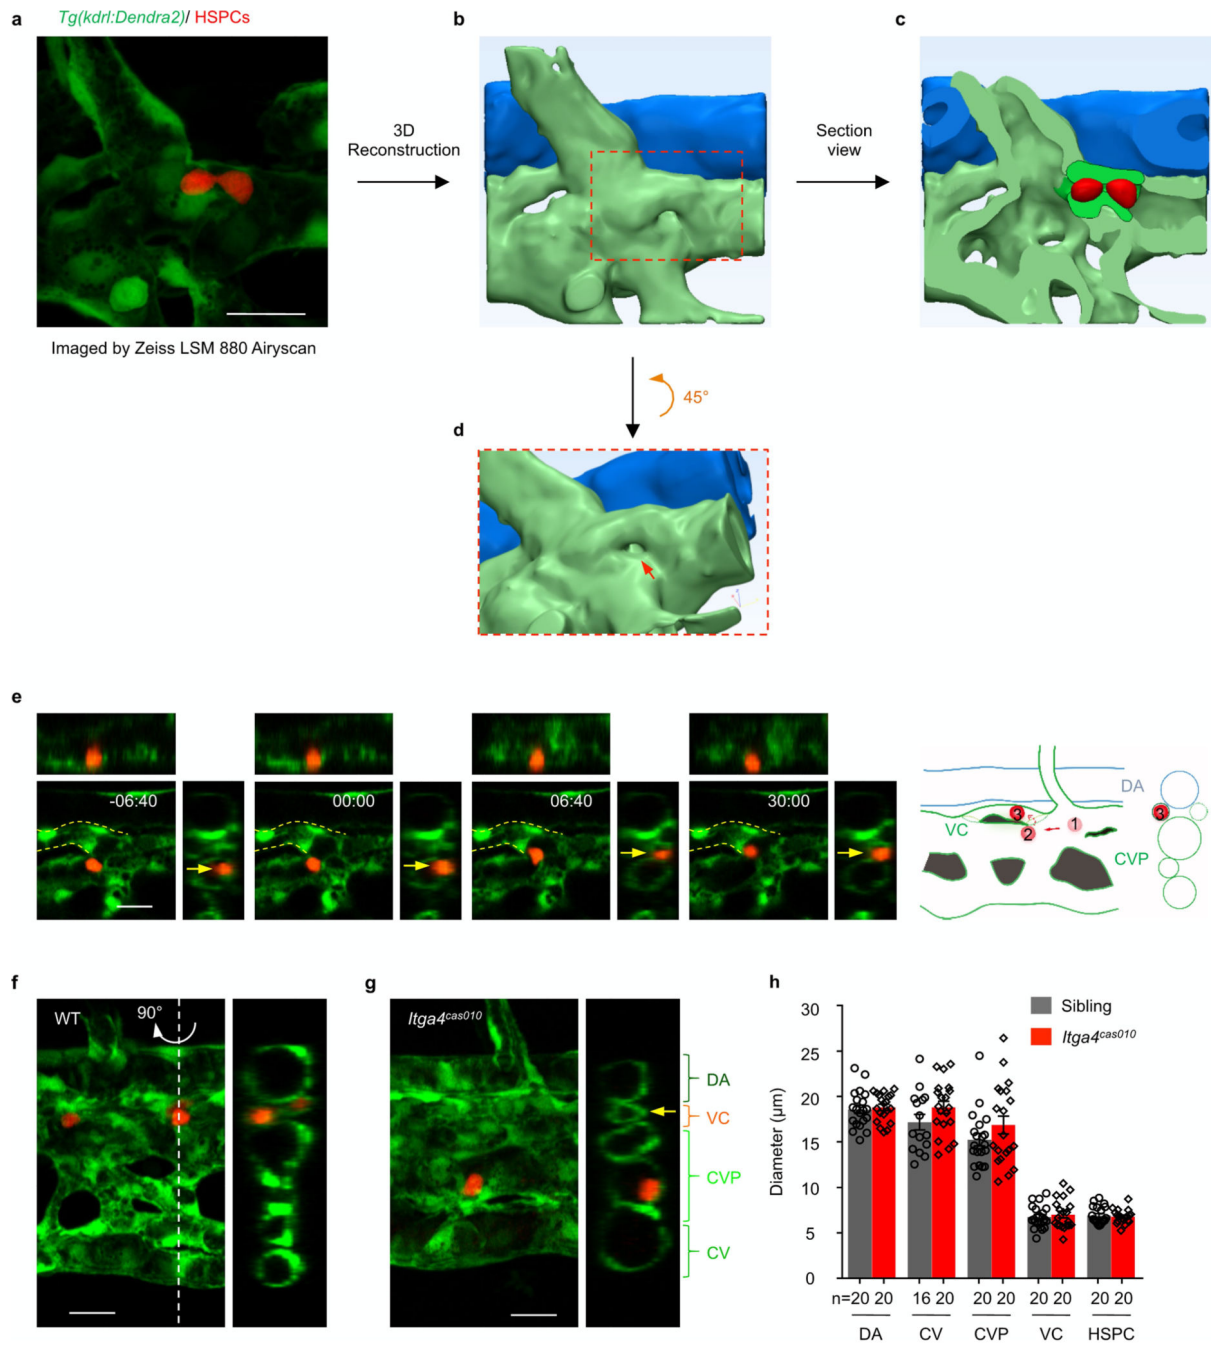 a
Tg(kdrl:Dendra2)/ HSPCs
b
c
3D
Reconstruction
Section
view
Imaged by Zeiss LSM 880 Airyscan
45°
d
e
-06:40
00:00
06:40
30:00
DA
VC
CVP
1
2
3
3
f
WT
90°
g
Itga4cas010
DA
VC
CVP
CV
h
Sibling
Itga4cas010
Diameter (µm)
30
25
20
15
10
5
0
n=20 20 16 20 20 20 20 20 20 20
DA CV CVP VC HSPC